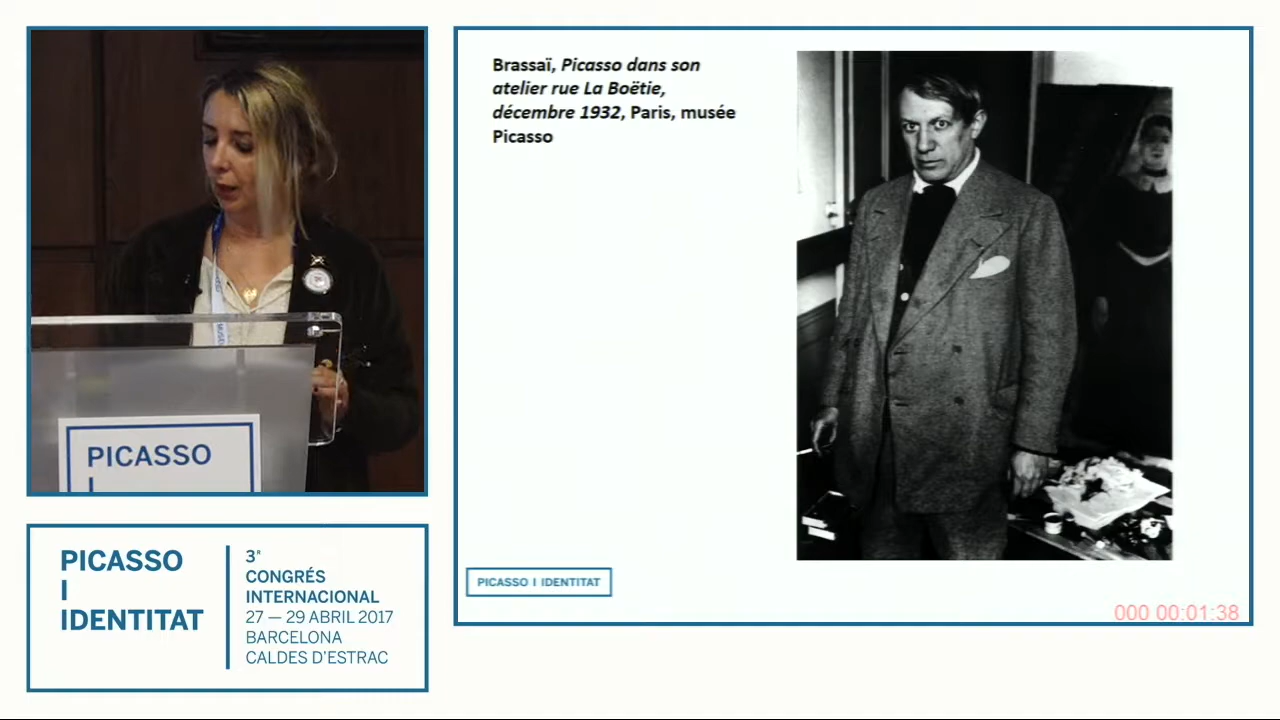 Brassaï, Picasso dans son
atelier rue La Boëtie,
décembre 1932, Paris, musée
Picasso
PICASSO
I
PICASSO
I
IDENTITAT
3r
CONGRÉS
INTERNACIONAL
27 — 29 ABRIL 2017
BARCELONA
CALDES D'ESTRAC
PICASSO I IDENTITAT
000 00:01:38